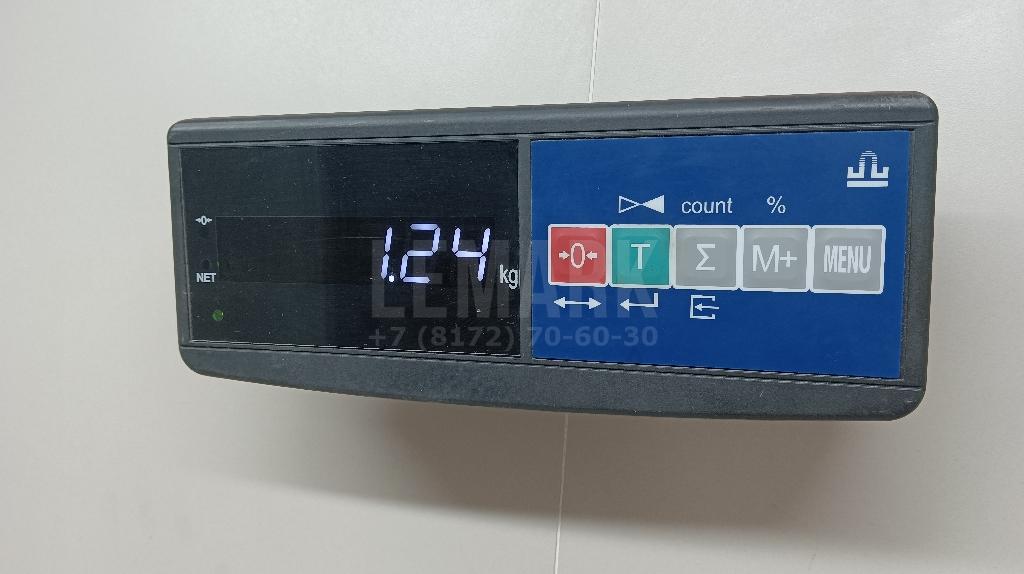 →0←
NET
1.24 kg
count %
→0← T Σ M+ MENU
LEMARK
+7 (8172) 70-60-30